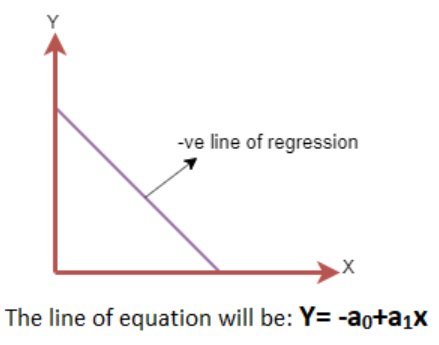 Y
-ve line of regression
X
The line of equation will be: Y= -a₀+a₁x